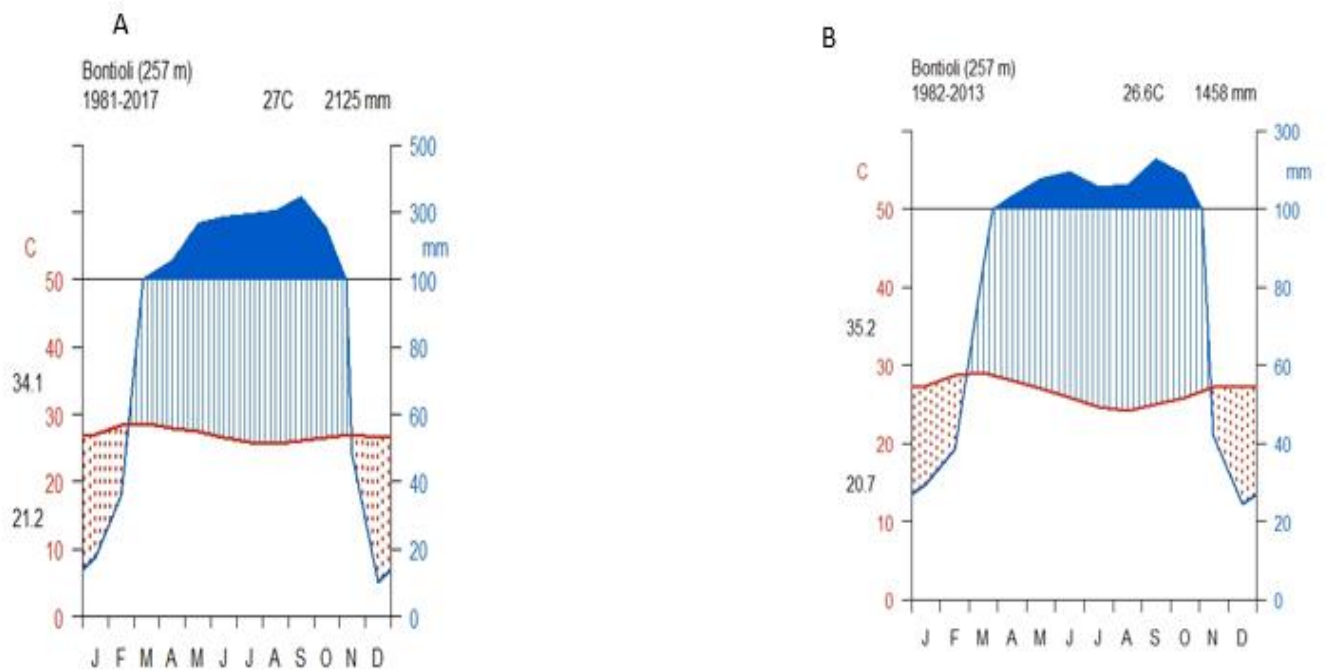 A
Bontioli (257 m)
1981-2017 27C 2125 mm
C
50
40
30
20
10
0
34.1
21.2
500
300
mm
100
80
60
40
20
0
J F M A M J J A S O N D
B
Bontioli (257 m)
1982-2013 26.6C 1458 mm
C
50
40
30
20
10
0
35.2
20.7
300
mm
100
80
60
40
20
0
J F M A M J J A S O N D